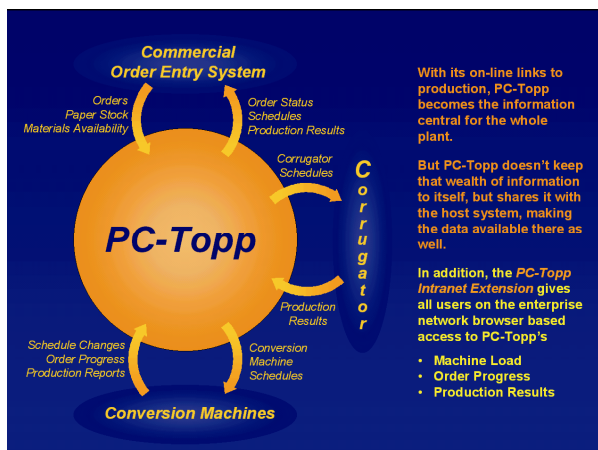 Commercial
Order Entry System
Orders
Paper Stock
Materials Availability
Order Status
Schedules
Production Results
Corrugator
Schedules
Corrugator
PC-Topp
Production
Results
Schedule Changes
Order Progress
Production Reports
Conversion
Machine
Schedules
Conversion Machines
With its on-line links to
production, PC-Topp
becomes the information
central for the whole
plant.
But PC-Topp doesn't keep
that wealth of information
to itself, but shares it with
the host system, making
the data available there as
well.
In addition, the PC-Topp
Intranet Extension gives
all users on the enterprise
network browser based
access to PC-Topp's
• Machine Load
• Order Progress
• Production Results